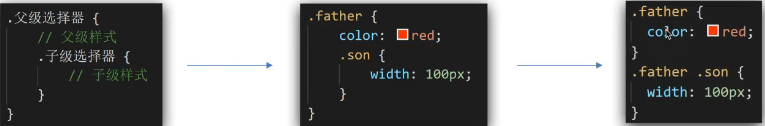 .父级选择器 {
// 父级样式
.子级选择器 {
// 子级样式
}
}
.father {
color: red;
.son {
width: 100px;
}
}
.father {
color: red;
}
.father .son {
width: 100px;
}